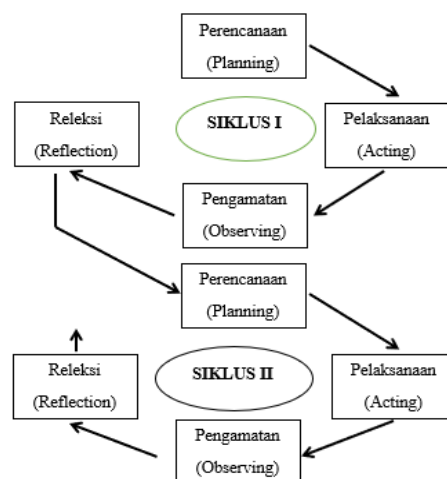 Perencanaan
(Planning)
SIKLUS I
Releksi
(Reflection)
Pelaksanaan
(Acting)
Pengamatan
(Observing)
Perencanaan
(Planning)
SIKLUS II
Releksi
(Reflection)
Pelaksanaan
(Acting)
Pengamatan
(Observing)